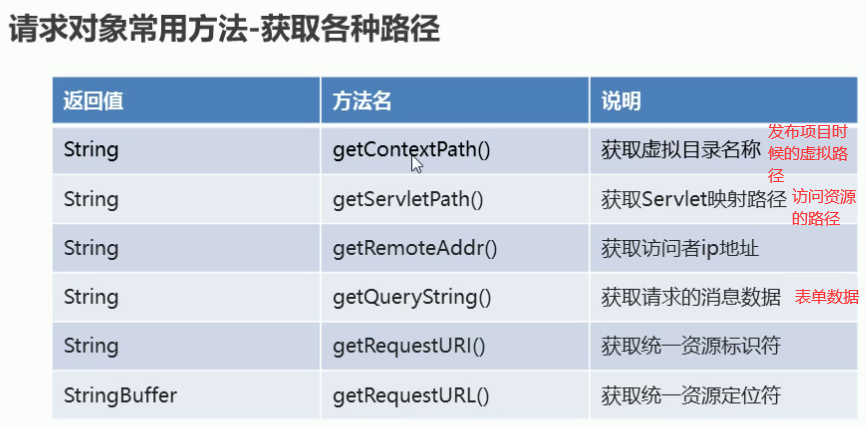 请求对象常用方法-获取各种路径
返回值 方法名 说明
String getContextPath() 获取虚拟目录名称 发布项目时
候的虚拟路
径
String getServletPath() 获取Servlet映射路径 访问资源
的路径
String getRemoteAddr() 获取访问者ip地址
String getQueryString() 获取请求的消息数据 表单数据
String getRequestURI() 获取统一资源标识符
StringBuffer getRequestURL() 获取统一资源定位符